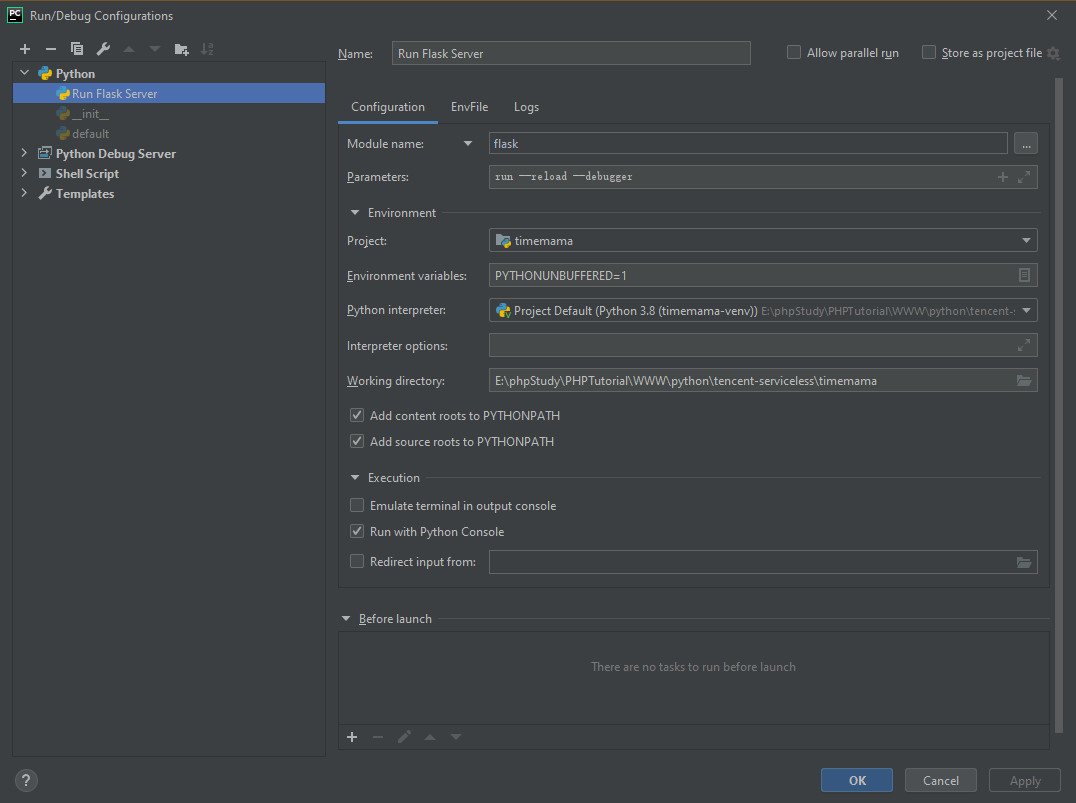 PC Run/Debug Configurations
Name: Run Flask Server
Allow parallel run
Store as project file
Python
Run Flask Server
__init__
default
Python Debug Server
Shell Script
Templates
Configuration EnvFile Logs
Module name: flask ...
Parameters: run --reload --debugger
Environment
Project: timemama
Environment variables: PYTHONUNBUFFERED=1
Python interpreter: Project Default (Python 3.8 (timemama-venv)) E:\phpStudy\PHPTutorial\WWW\python\tencent-s
Interpreter options:
Working directory: E:\phpStudy\PHPTutorial\WWW\python\tencent-serviceless\timemama
Add content roots to PYTHONPATH
Add source roots to PYTHONPATH
Execution
Emulate terminal in output console
Run with Python Console
Redirect input from:
Before launch
There are no tasks to run before launch
? OK Cancel Apply